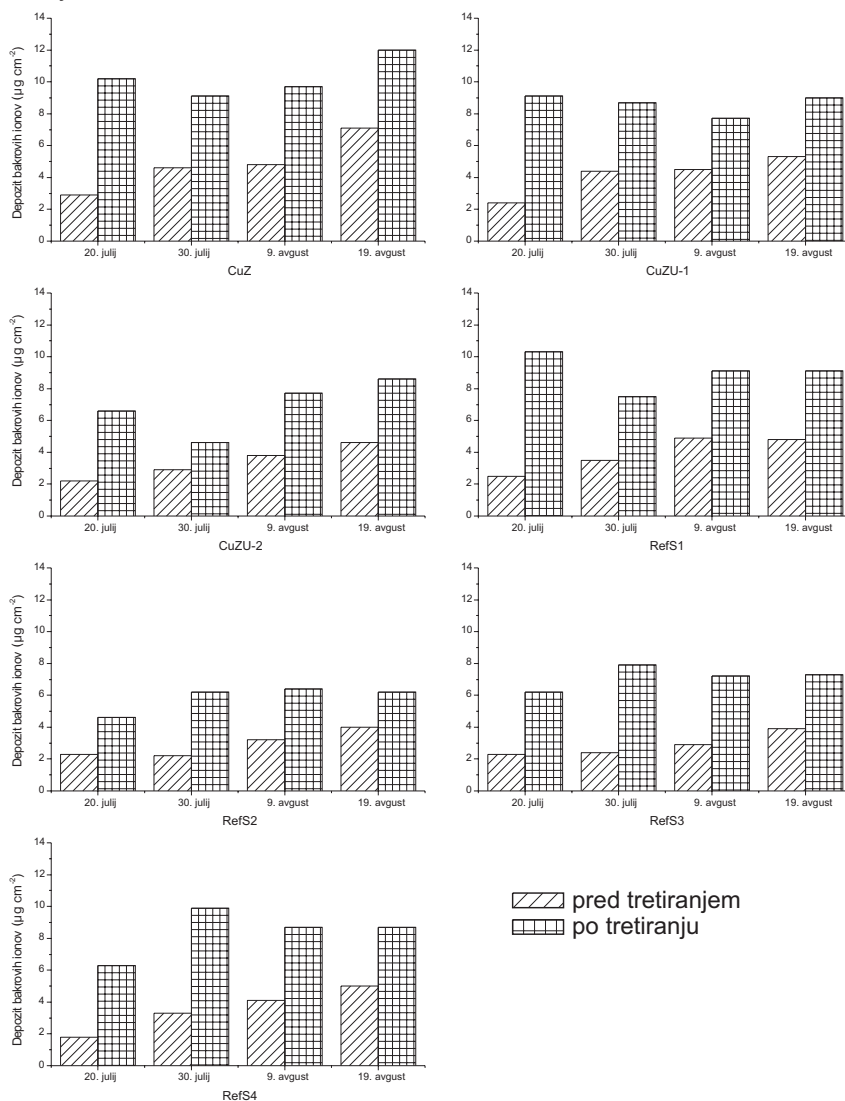 14
12
10
8
6
4
2
0
Depozit bakrovih ionov (µg cm-2)
20. julij 30. julij 9. avgust 19. avgust
CuZ
14
12
10
8
6
4
2
0
20. julij 30. julij 9. avgust 19. avgust
CuZU-1
14
12
10
8
6
4
2
0
Depozit bakrovih ionov (µg cm-2)
20. julij 30. julij 9. avgust 19. avgust
CuZU-2
14
12
10
8
6
4
2
0
20. julij 30. julij 9. avgust 19. avgust
RefS1
14
12
10
8
6
4
2
0
Depozit bakrovih ionov (µg cm-2)
20. julij 30. julij 9. avgust 19. avgust
RefS2
14
12
10
8
6
4
2
0
20. julij 30. julij 9. avgust 19. avgust
RefS3
14
12
10
8
6
4
2
0
Depozit bakrovih ionov (µg cm-2)
20. julij 30. julij 9. avgust 19. avgust
RefS4
pred tretiranjem
po tretiranju